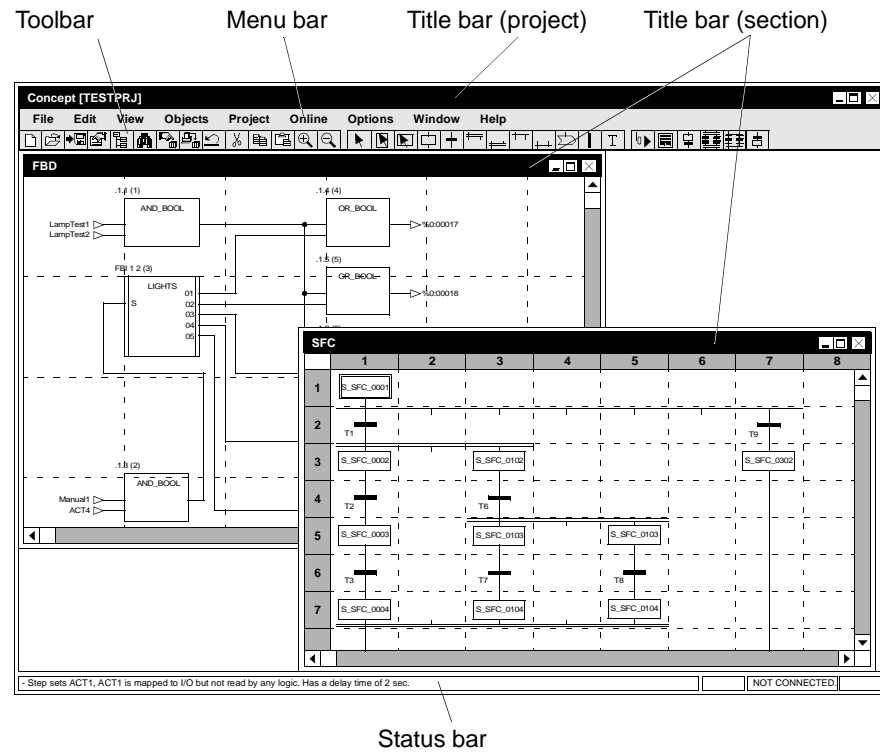 Toolbar Menu bar Title bar (project) Title bar (section)
Concept [TESTPRJ]
File Edit View Objects Project Online Options Window Help
T
FBD
.1.1 (1) .1.4 (4)
AND_BOOL OR_BOOL
LampTest1 %0:00017
LampTest2
.1.5 (5)
FBI 1 2 (3) OR_BOOL
LIGHTS
S 01 %0:00018
02
03
04
05
SFC
1 2 3 4 5 6 7 8
1 S_SFC_0001
2 T1 T9
3 S_SFC_0002 S_SFC_0102 S_SFC_0302
.1.3 (2)
AND_BOOL
Manual1
ACT4
4 T2 T6
5 S_SFC_0003 S_SFC_0103 S_SFC_0103
6 T3 T7 T8
7 S_SFC_0004 S_SFC_0104 S_SFC_0104
- Step sets ACT1, ACT1 is mapped to I/O but not read by any logic. Has a delay time of 2 sec. NOT CONNECTED.
Status bar